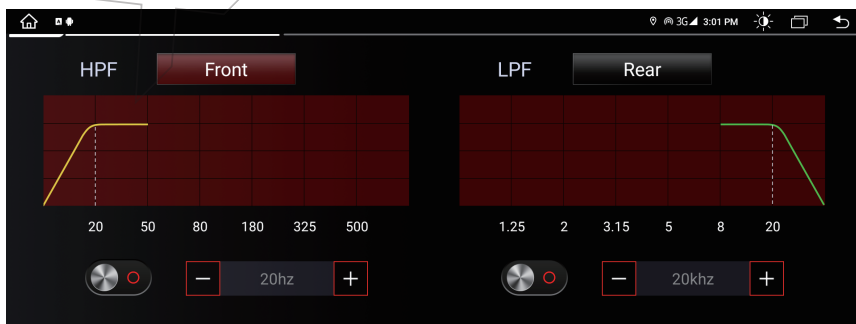 3G 3:01 PM
HPF Front LPF Rear
20 50 80 180 325 500 1.25 2 3.15 5 8 20
− 20hz + − 20khz +